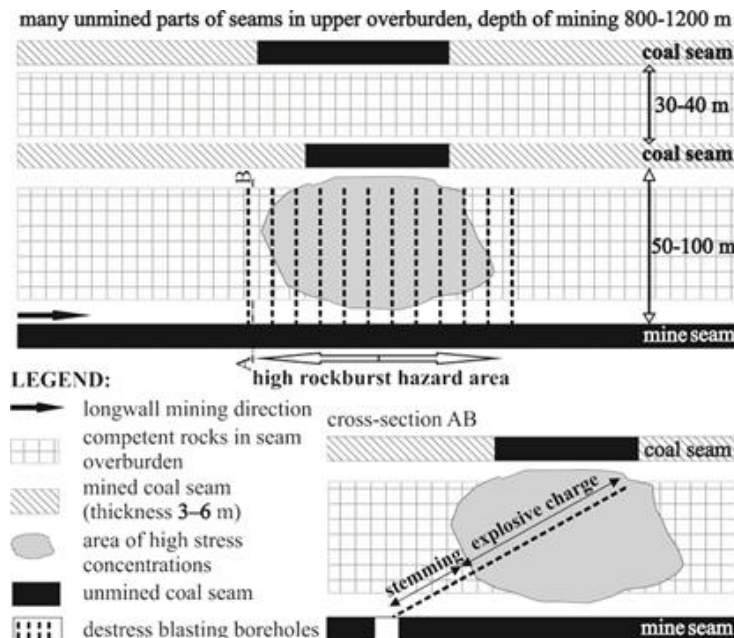 many unmined parts of seams in upper overburden, depth of mining 800-1200 m
coal seam
30-40 m
coal seam
B
50-100 m
mine seam
A
high rockburst hazard area
LEGEND:
longwall mining direction
competent rocks in seam
overburden
mined coal seam
(thickness 3–6 m)
area of high stress
concentrations
unmined coal seam
destress blasting boreholes
cross-section AB
coal seam
stemming
explosive charge
mine seam